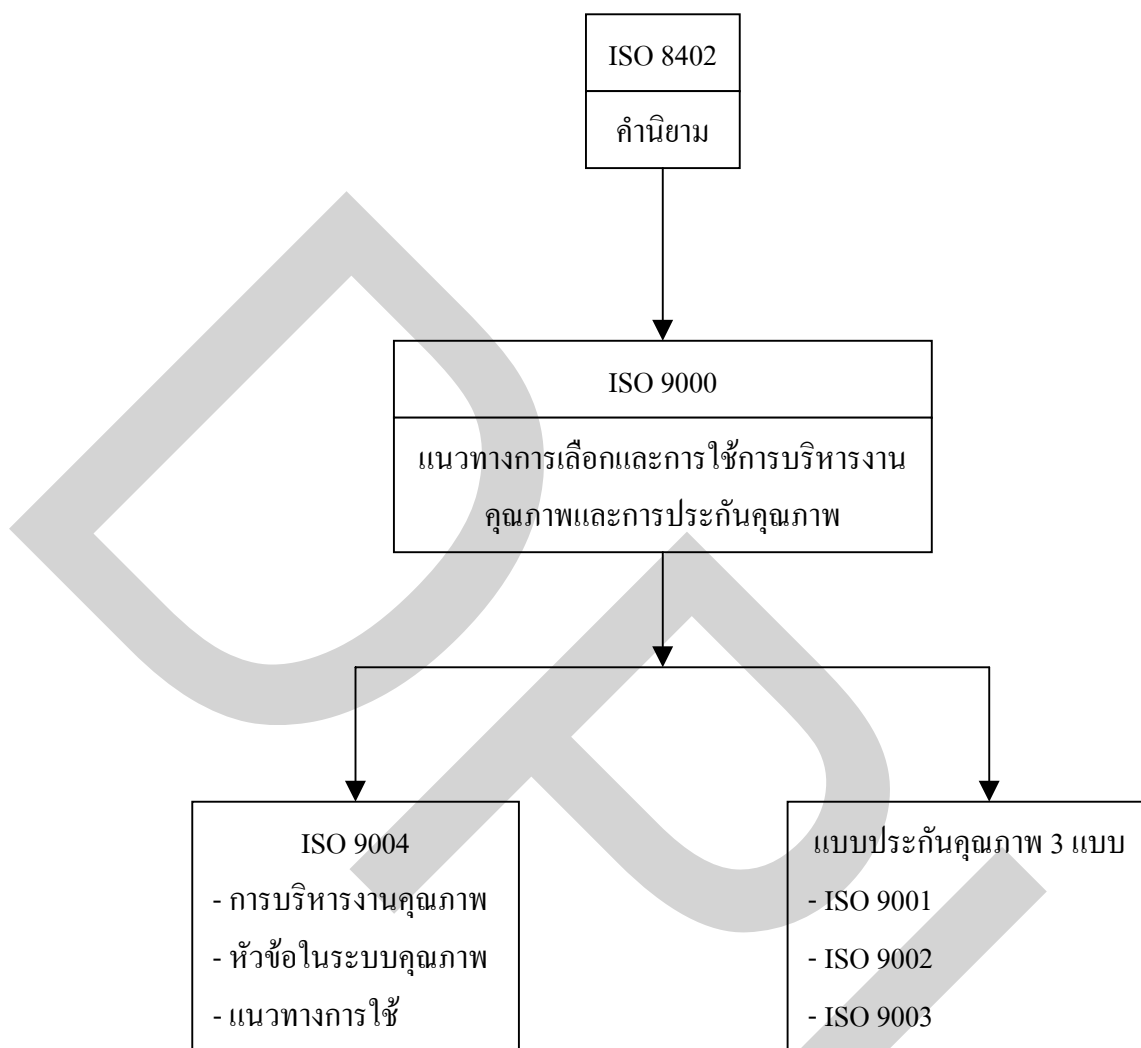 ISO 8402
คำนิยาม
ISO 9000
แนวทางการเลือกและการใช้การบริหารงาน
คุณภาพและการประกันคุณภาพ
ISO 9004
- การบริหารงานคุณภาพ
- หัวข้อในระบบคุณภาพ
- แนวทางการใช้
แบบประกันคุณภาพ 3 แบบ
- ISO 9001
- ISO 9002
- ISO 9003